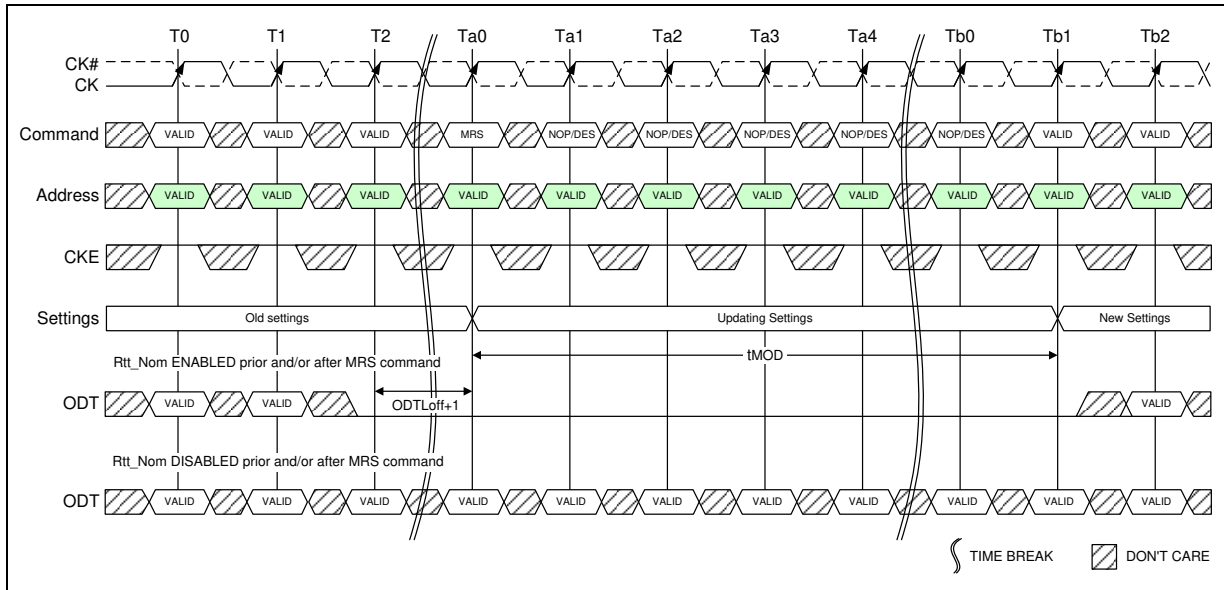 T0 T1 T2 Ta0 Ta1 Ta2 Ta3 Ta4 Tb0 Tb1 Tb2
CK#
CK
Command VALID VALID VALID MRS NOP/DES NOP/DES NOP/DES NOP/DES NOP/DES VALID VALID
Address VALID VALID VALID VALID VALID VALID VALID VALID VALID VALID VALID
CKE
Settings Old settings Updating Settings New Settings
Rtt_Nom ENABLED prior and/or after MRS command
tMOD
ODTLoff+1
ODT VALID VALID VALID
Rtt_Nom DISABLED prior and/or after MRS command
ODT VALID VALID VALID VALID VALID VALID VALID VALID VALID VALID VALID
TIME BREAK DON'T CARE